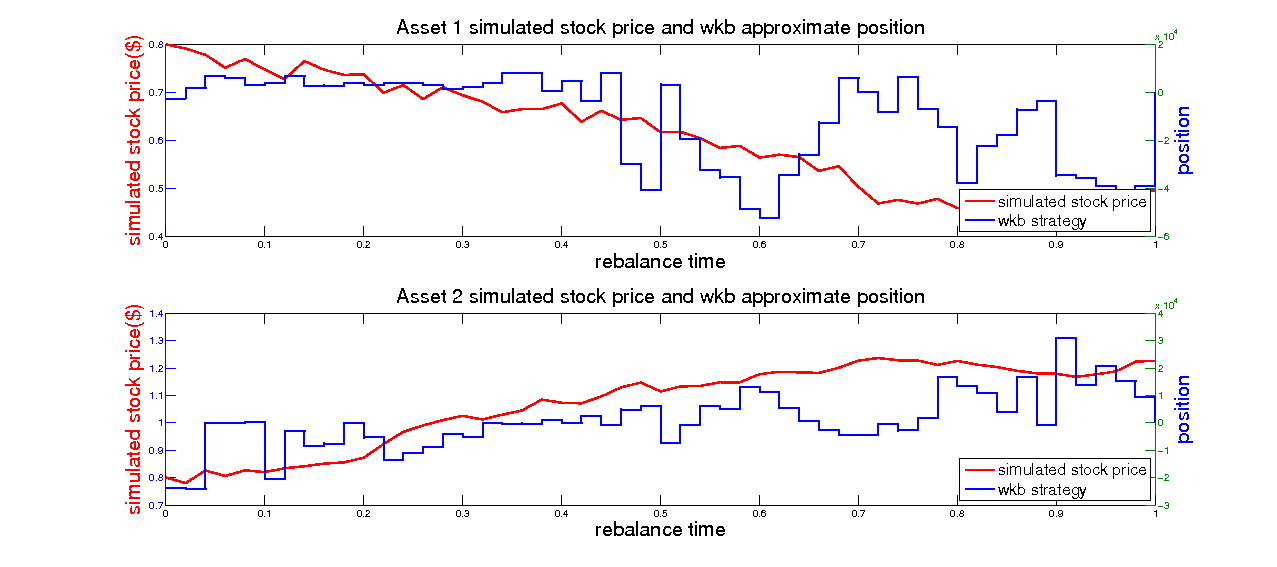 Asset 1 simulated stock price and wkb approximate position
x 10^4
0.8 2
0.7 0
0.6 -2
0.5 -4
0.4 -6
simulated stock price($)
position
simulated stock price
wkb strategy
0 0.1 0.2 0.3 0.4 0.5 0.6 0.7 0.8 0.9 1
rebalance time
Asset 2 simulated stock price and wkb approximate position
x 10^4
1.4 4
1.3 3
1.2 2
1.1 1
1 0
0.9 -1
0.8 -2
0.7 -3
simulated stock price($)
position
simulated stock price
wkb strategy
0 0.1 0.2 0.3 0.4 0.5 0.6 0.7 0.8 0.9 1
rebalance time